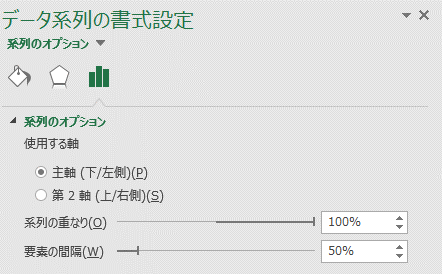 データ系列の書式設定
系列のオプション
系列のオプション
使用する軸
主軸 (下/左側)(P)
第 2 軸 (上/右側)(S)
系列の重なり(O) 100%
要素の間隔(W) 50%